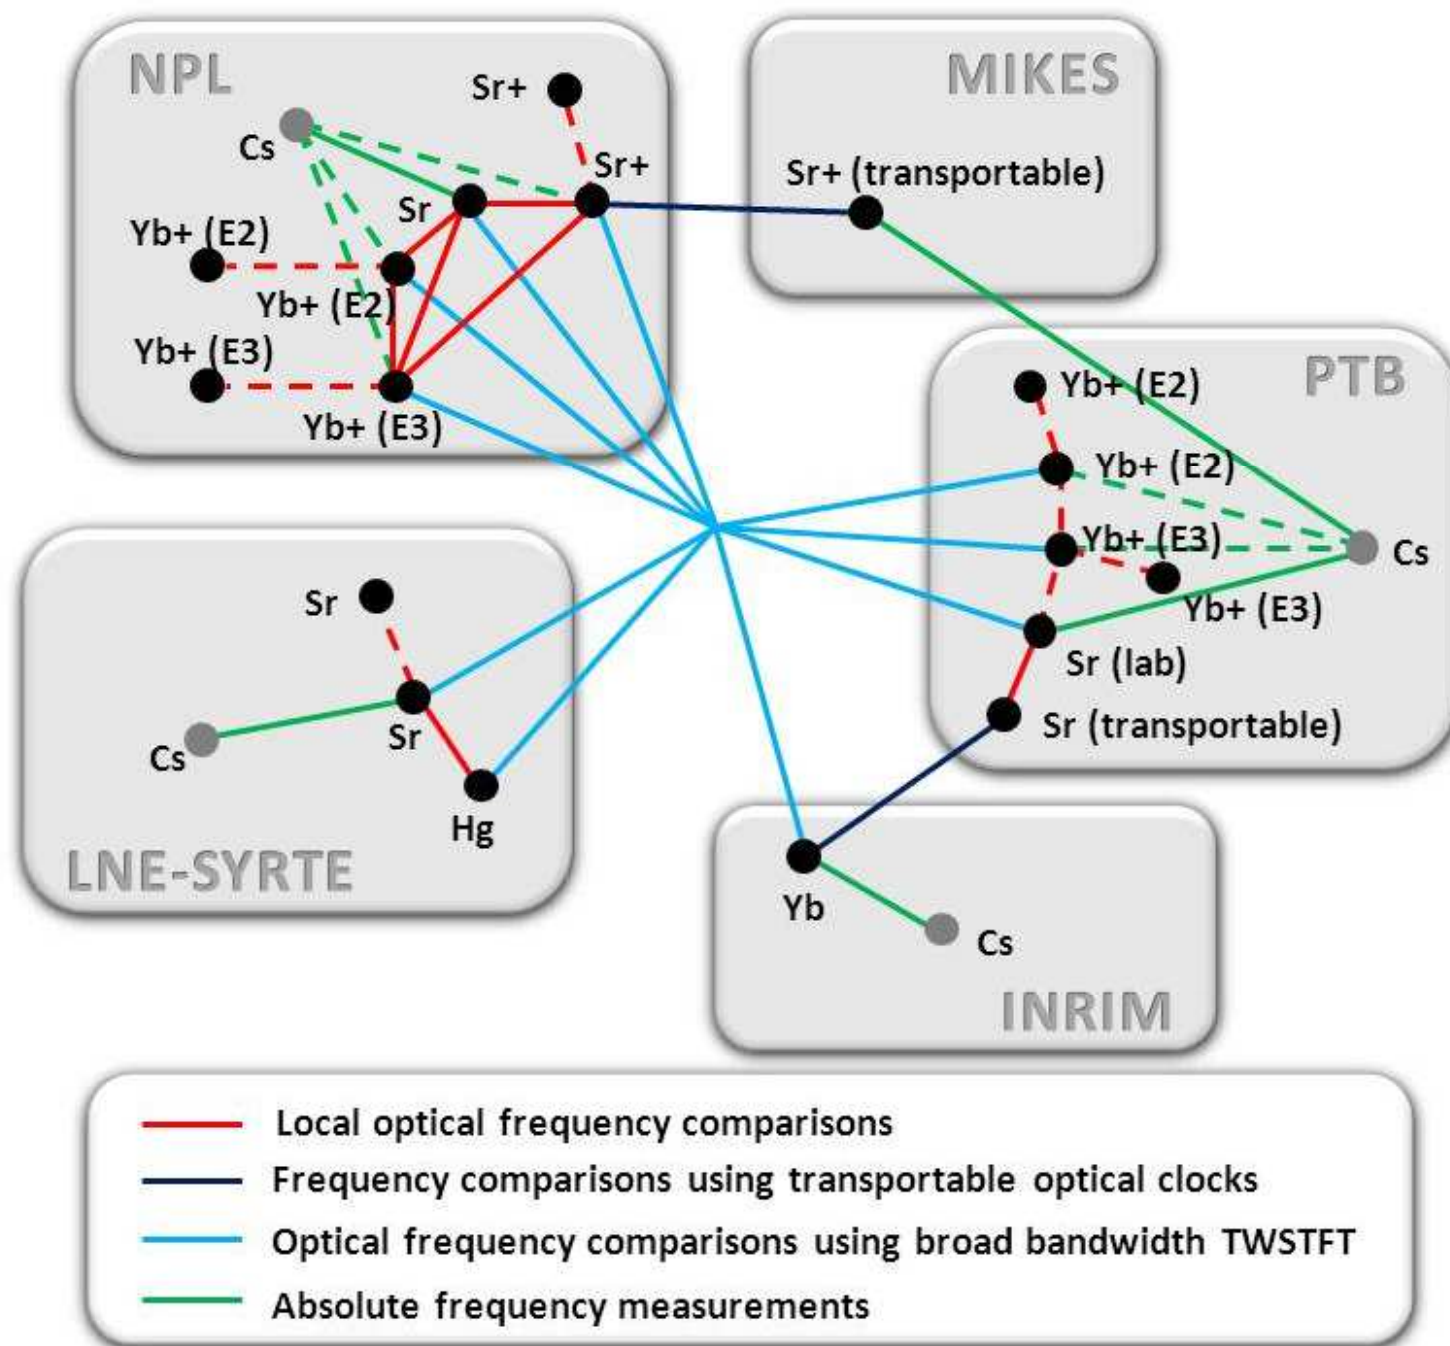 NPL
Sr+
Cs
Sr+
Sr
Yb+ (E2)
Yb+ (E2)
Yb+ (E3)
Yb+ (E3)
MIKES
Sr+ (transportable)
PTB
Yb+ (E2)
Yb+ (E2)
Yb+ (E3)
Cs
Yb+ (E3)
Sr (lab)
Sr (transportable)
Sr
Sr
Cs
Hg
LNE-SYRTE
Yb
Cs
INRIM
Local optical frequency comparisons
Frequency comparisons using transportable optical clocks
Optical frequency comparisons using broad bandwidth TWSTFT
Absolute frequency measurements